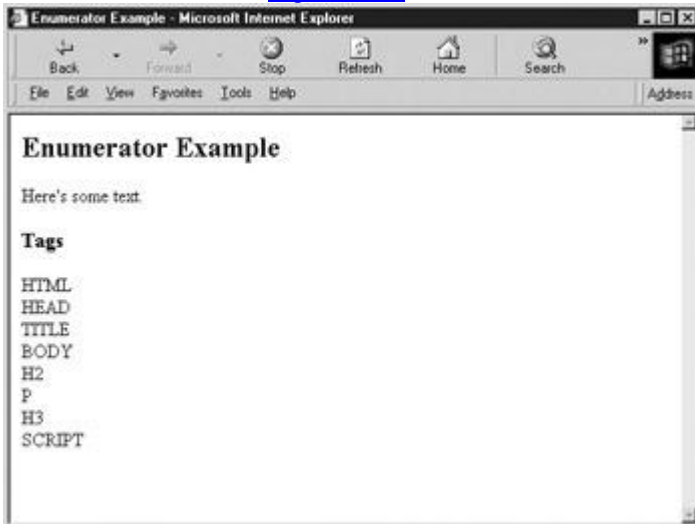 Enumerator Example - Microsoft Internet Explorer
Back Forward Stop Refresh Home Search »
File Edit View Favorites Tools Help Address
Enumerator Example
Here's some text
Tags
HTML
HEAD
TITLE
BODY
H2
P
H3
SCRIPT